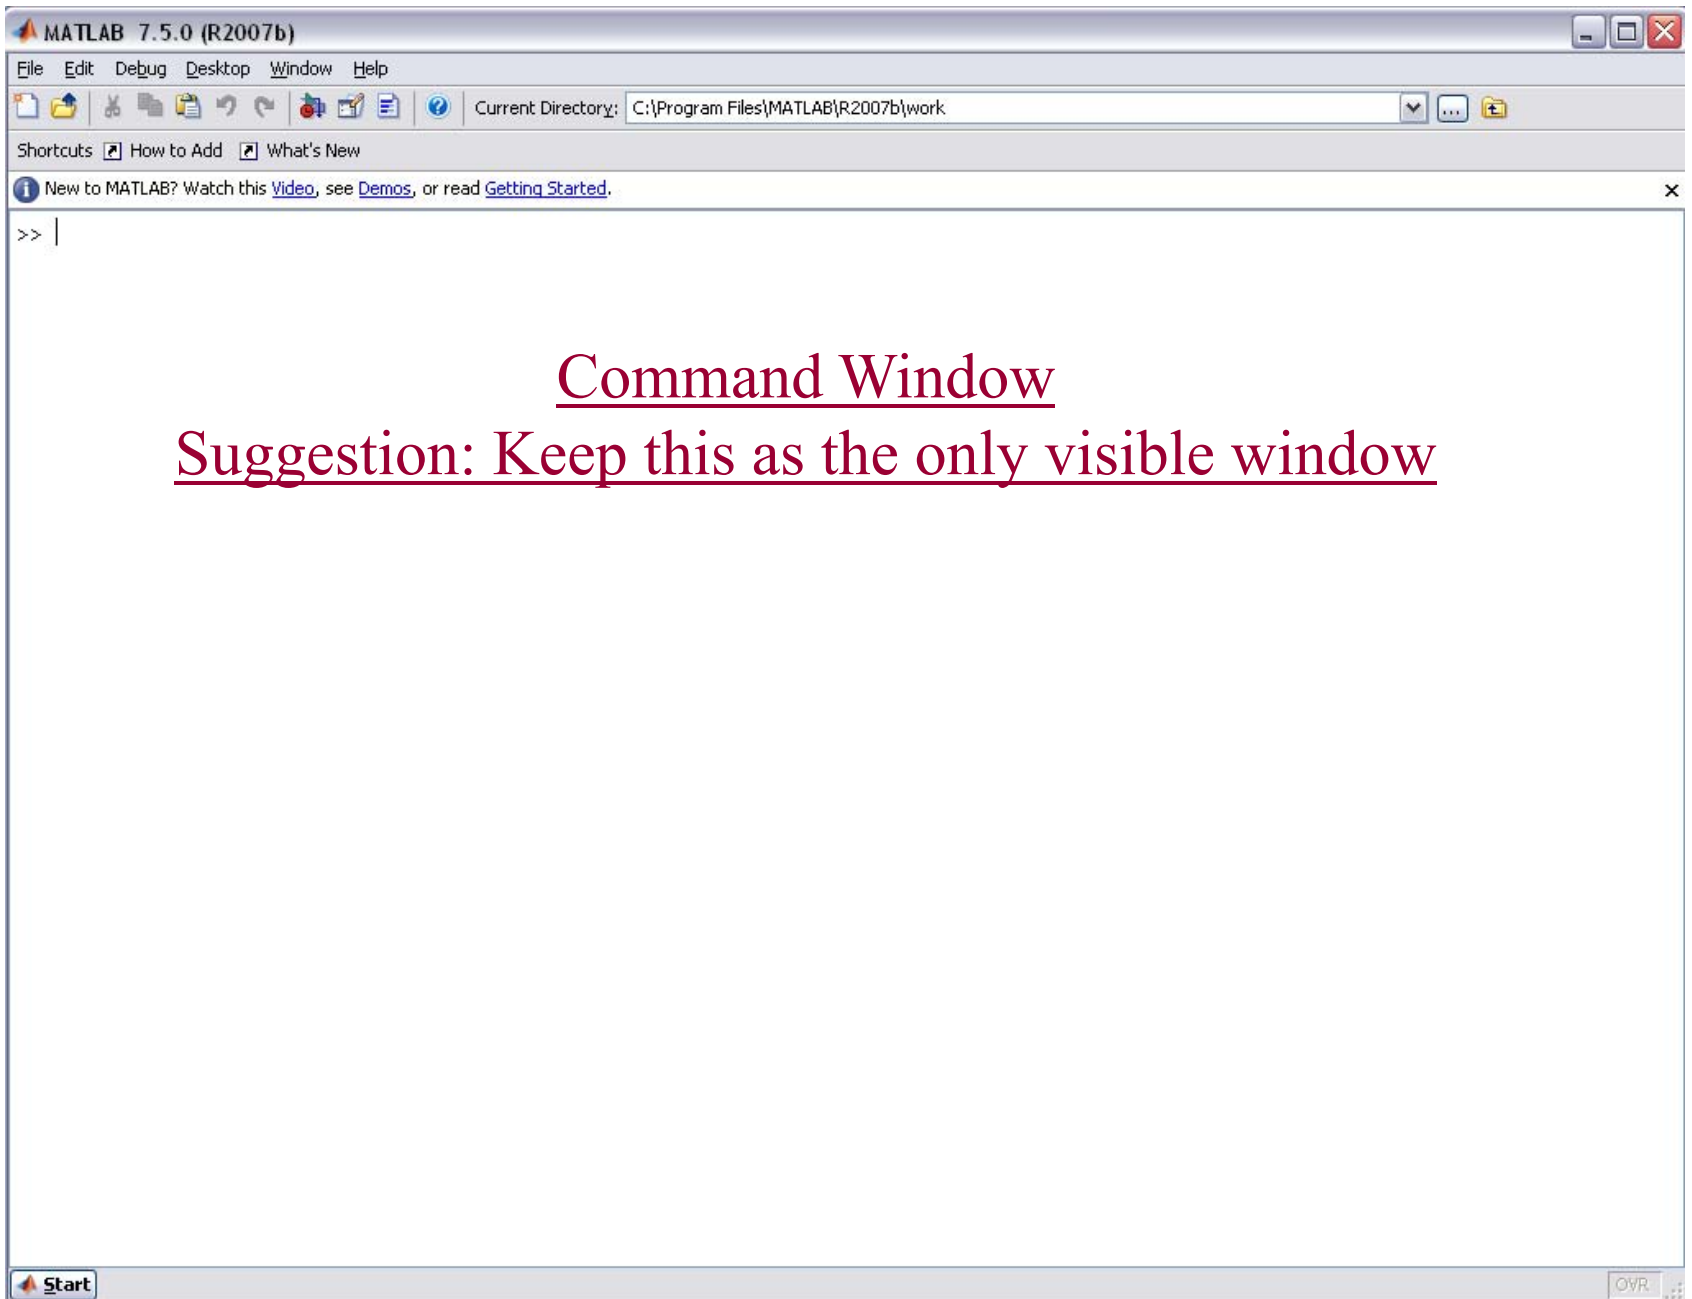 MATLAB 7.5.0 (R2007b)
File Edit Debug Desktop Window Help
Current Directory: C:\Program Files\MATLAB\R2007b\work
Shortcuts How to Add What's New
New to MATLAB? Watch this Video, see Demos, or read Getting Started.
>>
Command Window
Suggestion: Keep this as the only visible window
Start OVR